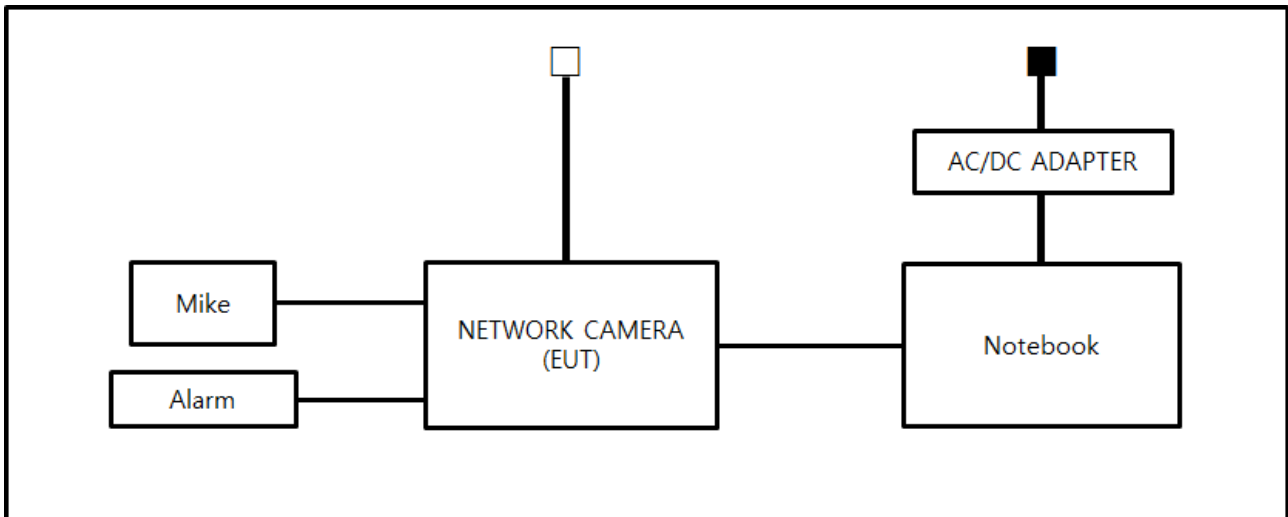 AC/DC ADAPTER
Mike
NETWORK CAMERA
(EUT)
Notebook
Alarm